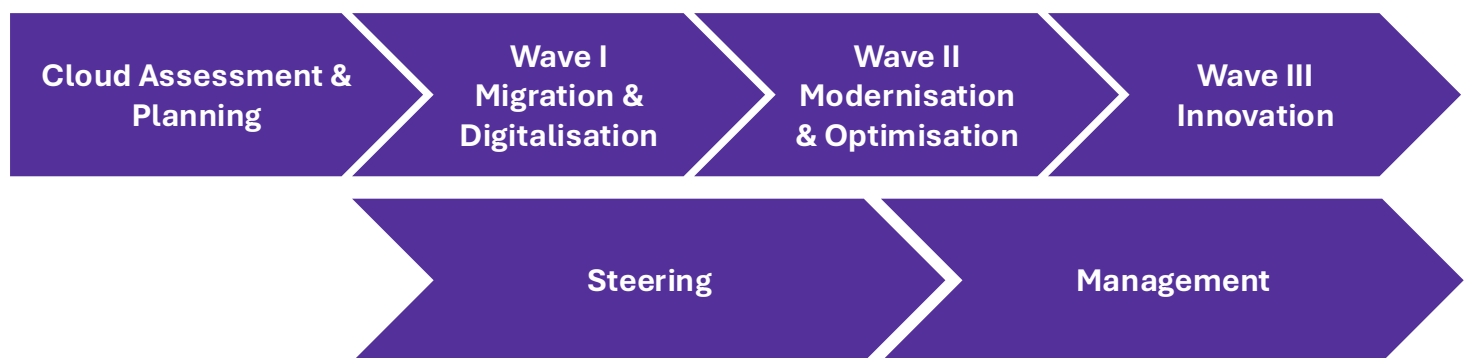 Cloud Assessment &
Planning
Wave I
Migration &
Digitalisation
Wave II
Modernisation
& Optimisation
Wave III
Innovation
Steering
Management